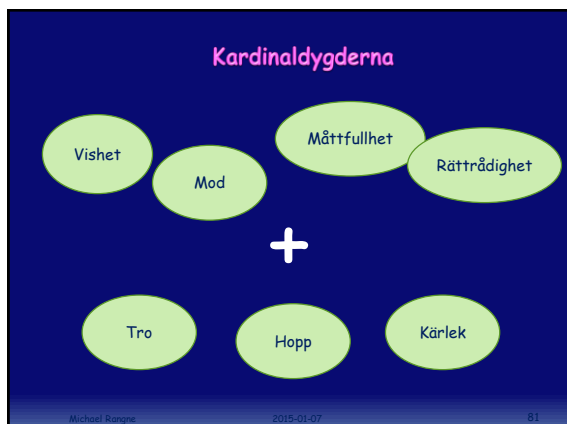 Kardinaldygderna
Vishet
Mod
Måttfullhet
Rättrådighet
+
Tro
Hopp
Kärlek
Michael Rangne 2015-01-07 81